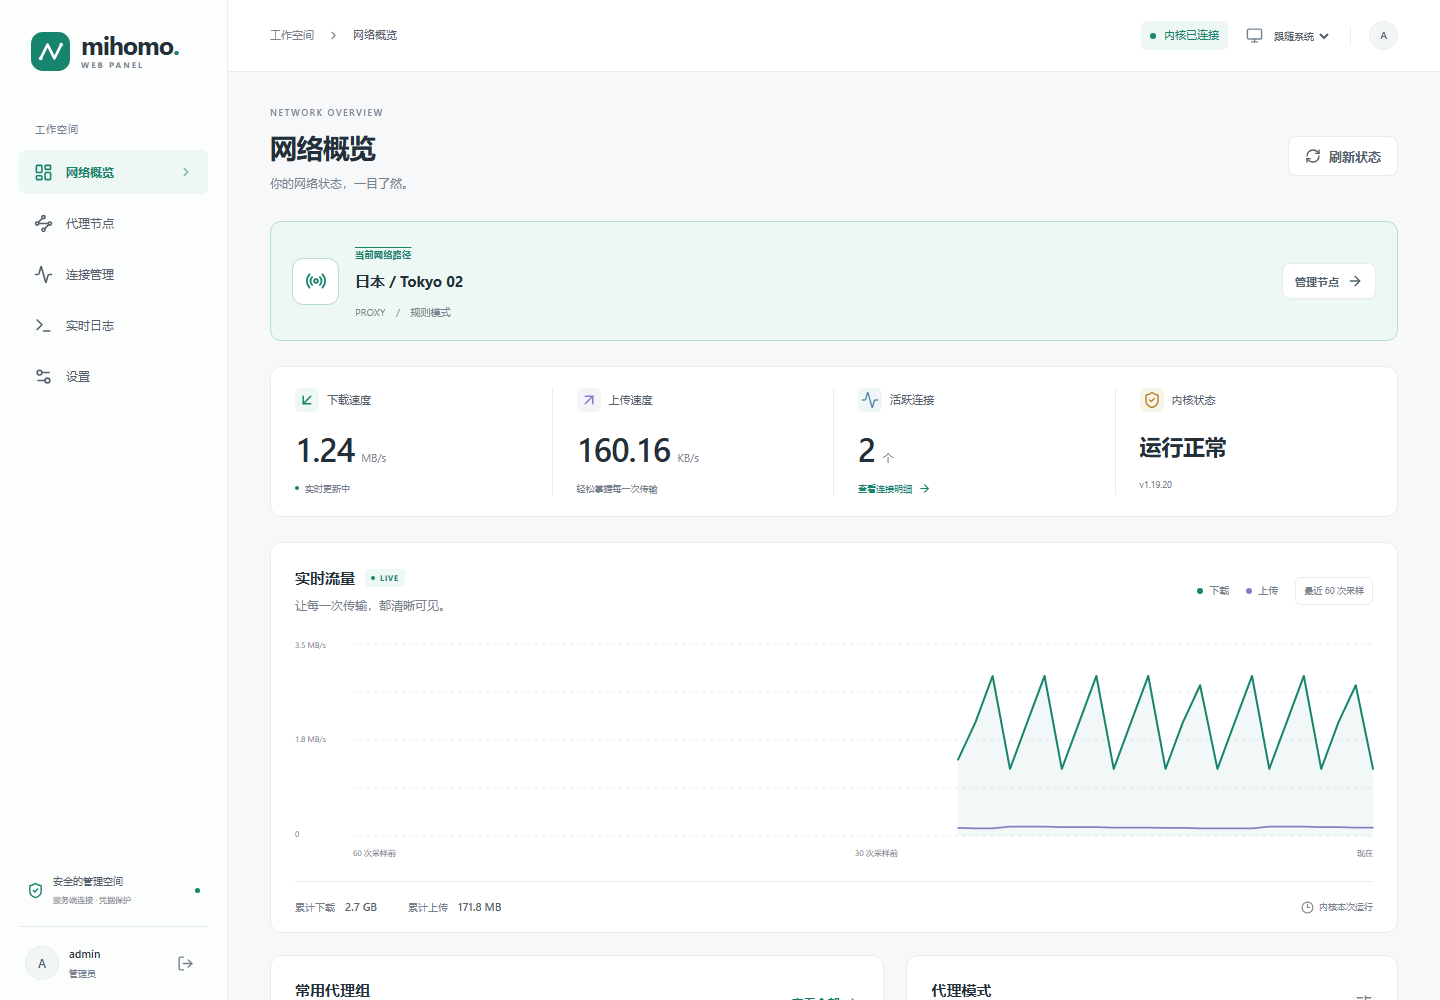 mihomo.
WEB PANEL
工作空间
网络概览
代理节点
连接管理
实时日志
设置
安全的管理空间
服务端连接 · 凭据保护
A
admin
管理员
工作空间 > 网络概览
内核已连接
跟随系统
A
NETWORK OVERVIEW
网络概览
你的网络状态，一目了然。
刷新状态
当前网络路径
日本 / Tokyo 02
PROXY / 规则模式
管理节点
下载速度
1.24 MB/s
实时更新中
上传速度
160.16 KB/s
轻松掌握每一次传输
活跃连接
2 个
查看连接明细
内核状态
运行正常
v1.19.20
实时流量
LIVE
让每一次传输，都清晰可见。
下载
上传
最近 60 次采样
3.5 MB/s
1.8 MB/s
0
60 次采样前
30 次采样前
现在
累计下载 2.7 GB
累计上传 171.8 MB
内核本次运行
常用代理组
代理模式